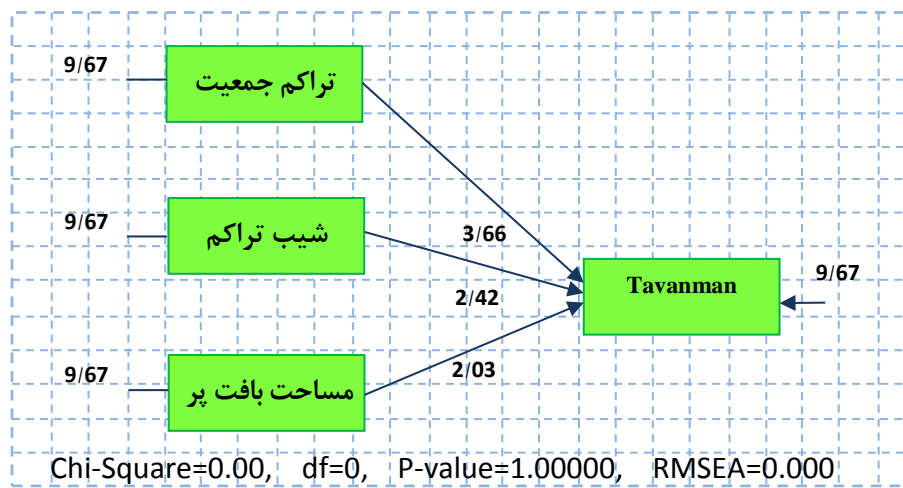 9/67
تراکم جمعیت
9/67
شیب تراکم
3/66
Tavanman
9/67
2/42
9/67
مساحت بافت پر
2/03
Chi-Square=0.00, df=0, P-value=1.00000, RMSEA=0.000